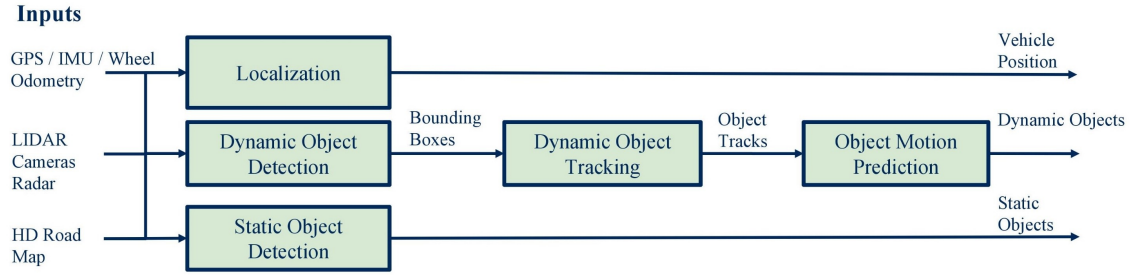 Inputs
GPS / IMU / Wheel
Odometry
Localization
Vehicle
Position
LIDAR
Cameras
Radar
Dynamic Object
Detection
Bounding
Boxes
Dynamic Object
Tracking
Object
Tracks
Object Motion
Prediction
Dynamic Objects
HD Road
Map
Static Object
Detection
Static
Objects